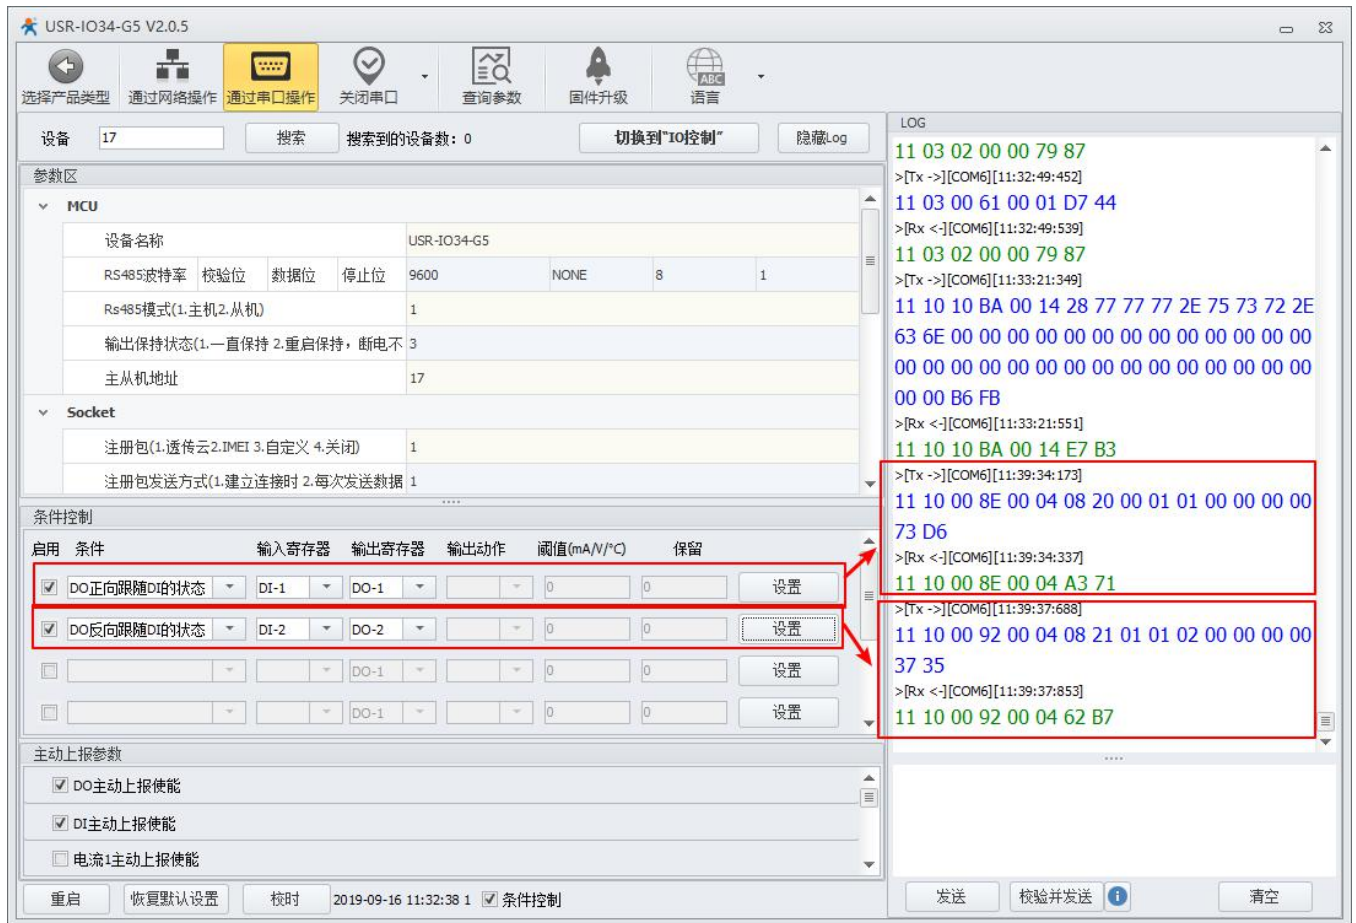 USR-IO34-G5 V2.0.5
选择产品类型 通过网络操作 通过串口操作 关闭串口 查询参数 固件升级 语言
ABC
设备 17 搜索 搜索到的设备数: 0 切换到"IO控制" 隐藏Log
参数区
MCU
设备名称 USR-IO34-G5
RS485波特率 校验位 数据位 停止位 9600 NONE 8 1
Rs485模式(1.主机2.从机) 1
输出保持状态(1.一直保持 2.重启保持，断电不 3
主从机地址 17
Socket
注册包(1.透传云2.IMEI 3.自定义 4.关闭) 1
注册包发送方式(1.建立连接时 2.每次发送数据 1
条件控制
启用 条件 输入寄存器 输出寄存器 输出动作 阈值(mA/V/°C) 保留
DO正向跟随DI的状态 DI-1 DO-1 0 0 设置
DO反向跟随DI的状态 DI-2 DO-2 0 0 设置
DO-1 0 0 设置
DO-1 0 0 设置
主动上报参数
DO主动上报使能
DI主动上报使能
电流1主动上报使能
重启 恢复默认设置 校时 2019-09-16 11:32:38 1 条件控制
LOG
11 03 02 00 00 79 87
>[Tx ->][COM6][11:32:49:452]
11 03 00 61 00 01 D7 44
>[Rx <-][COM6][11:32:49:539]
11 03 02 00 00 79 87
>[Tx ->][COM6][11:33:21:349]
11 10 10 BA 00 14 28 77 77 77 2E 75 73 72 2E
63 6E 00 00 00 00 00 00 00 00 00 00 00 00 00
00 00 00 00 00 00 00 00 00 00 00 00 00 00 00
00 00 B6 FB
>[Rx <-][COM6][11:33:21:551]
11 10 10 BA 00 14 E7 B3
>[Tx ->][COM6][11:39:34:173]
11 10 00 8E 00 04 08 20 00 01 01 00 00 00 00
73 D6
>[Rx <-][COM6][11:39:34:337]
11 10 00 8E 00 04 A3 71
>[Tx ->][COM6][11:39:37:688]
11 10 00 92 00 04 08 21 01 01 02 00 00 00 00
37 35
>[Rx <-][COM6][11:39:37:853]
11 10 00 92 00 04 62 B7
发送 校验并发送 清空